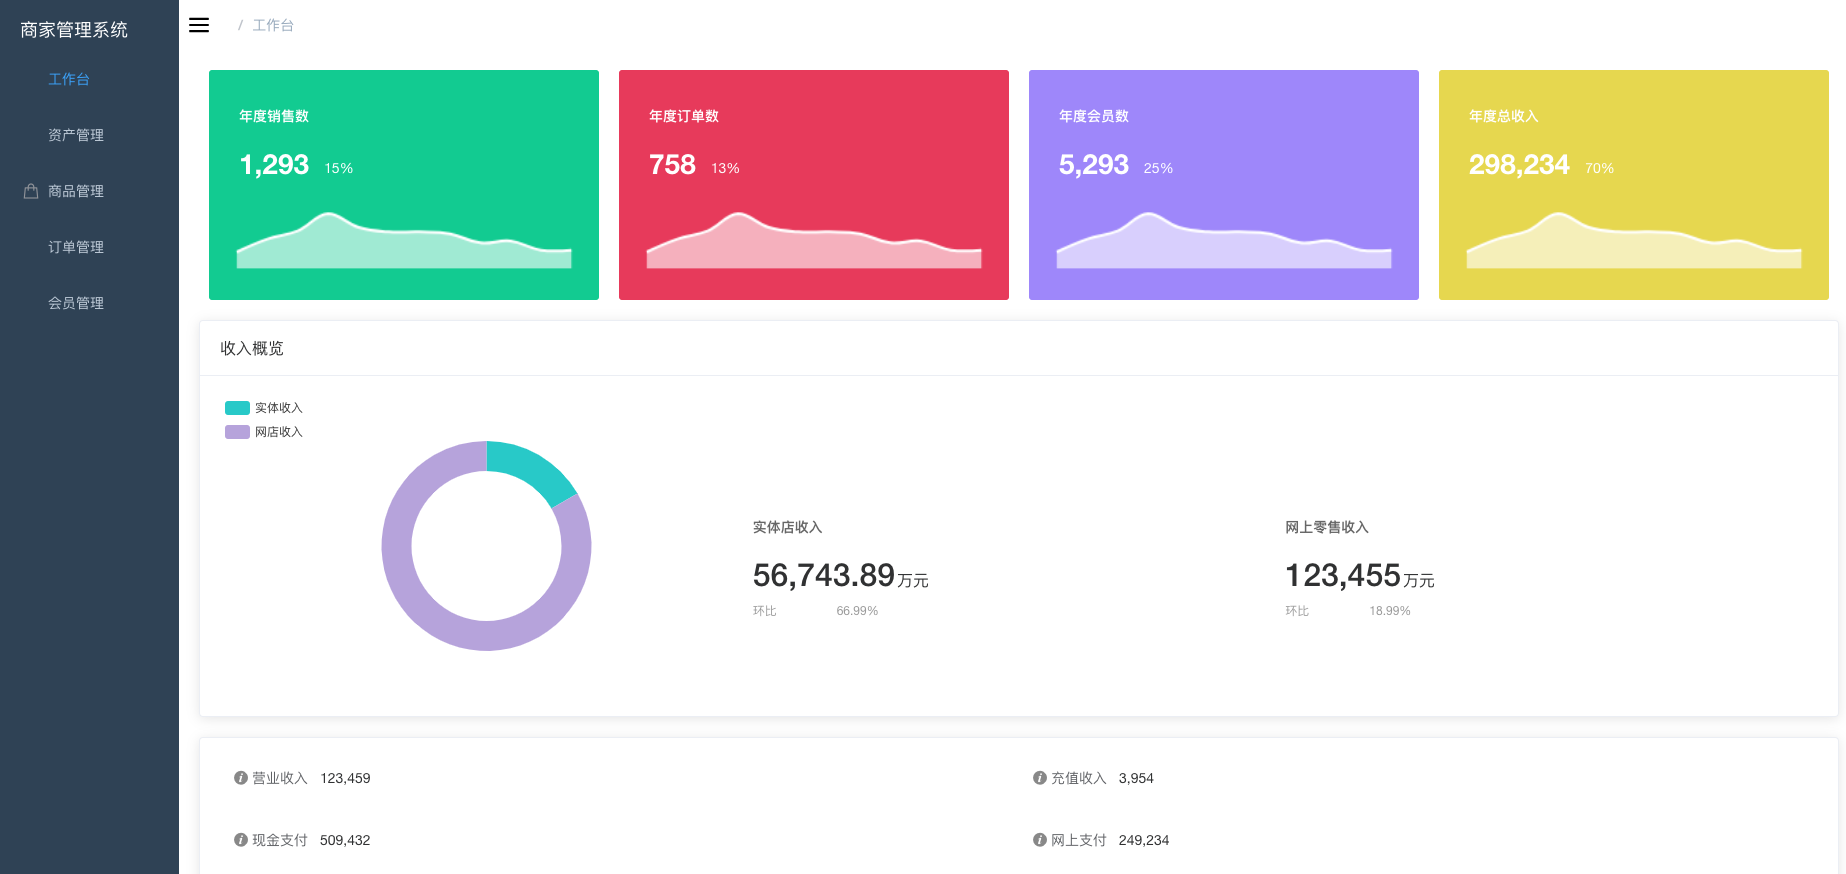 商家管理系统
工作台
资产管理
商品管理
订单管理
会员管理
/ 工作台
年度销售数
1,293 15%
年度订单数
758 13%
年度会员数
5,293 25%
年度总收入
298,234 70%
收入概览
实体收入
网店收入
实体店收入
56,743.89万元
环比 66.99%
网上零售收入
123,455万元
环比 18.99%
营业收入 123,459
充值收入 3,954
现金支付 509,432
网上支付 249,234